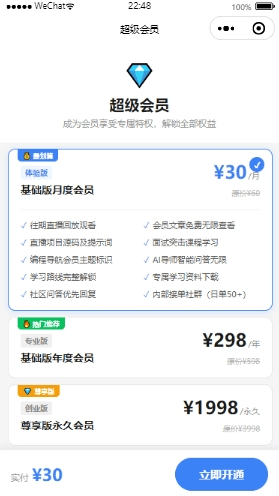 WeChat 22:48 100%
超级会员
超级会员
成为会员享受专属特权，解锁全部权益
最划算
体验版 ¥30/月
基础版月度会员 原价¥60
✓ 往期直播回放观看 ✓ 会员文章免费无限查看
✓ 直播项目源码及提示词 ✓ 面试突击课程学习
✓ 编程导航会员主题标识 ✓ AI导师智能问答无限
✓ 学习路线完整解锁 ✓ 专属学习资料下载
✓ 社区问答优先回复 ✓ 内部接单社群（日单50+）
热门推荐
专业版 ¥298/年
基础版年度会员 原价¥598
尊享版
创业版 ¥1998/永久
尊享版永久会员 原价¥3998
实付 ¥30 立即开通